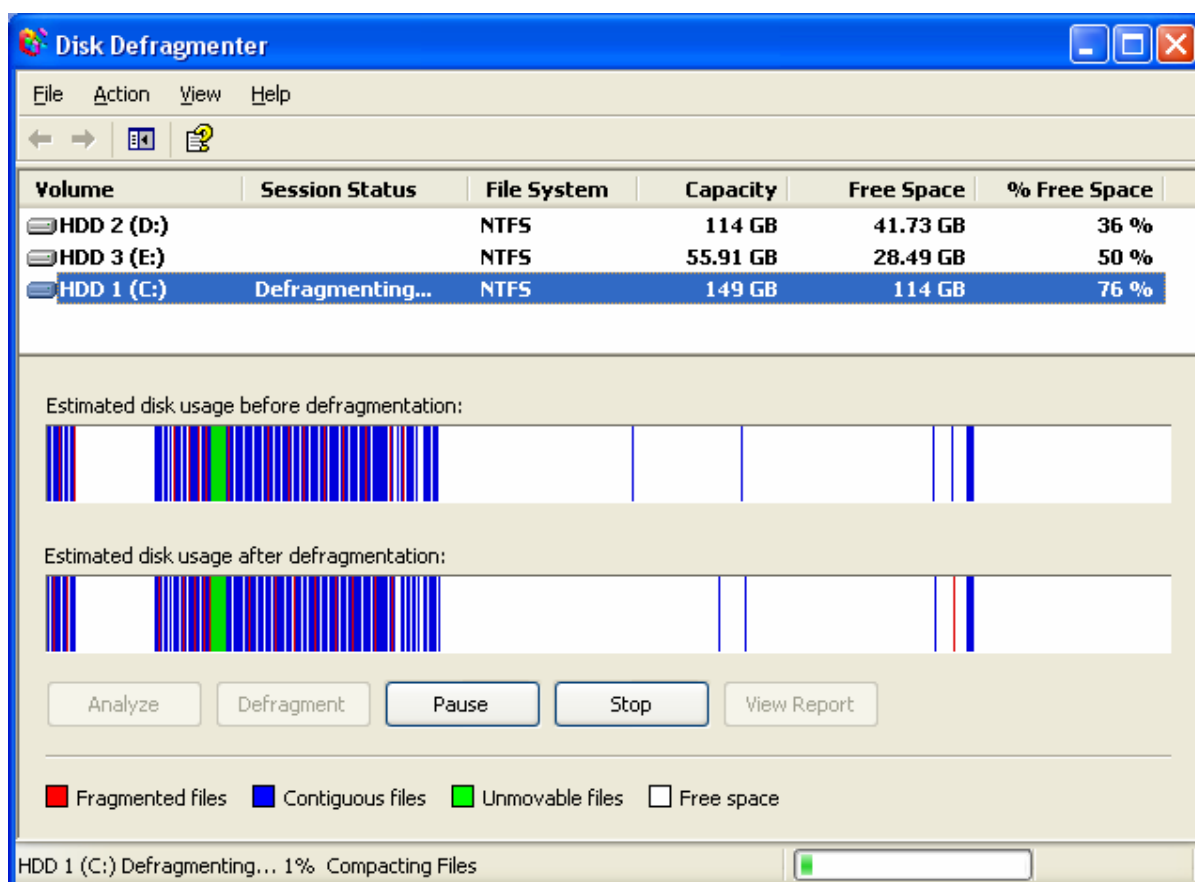 Disk Defragmenter
File Action View Help
Volume Session Status File System Capacity Free Space % Free Space
HDD 2 (D:) NTFS 114 GB 41.73 GB 36 %
HDD 3 (E:) NTFS 55.91 GB 28.49 GB 50 %
HDD 1 (C:) Defragmenting... NTFS 149 GB 114 GB 76 %
Estimated disk usage before defragmentation:
Estimated disk usage after defragmentation:
Analyze Defragment Pause Stop View Report
Fragmented files Contiguous files Unmovable files Free space
HDD 1 (C:) Defragmenting... 1% Compacting Files